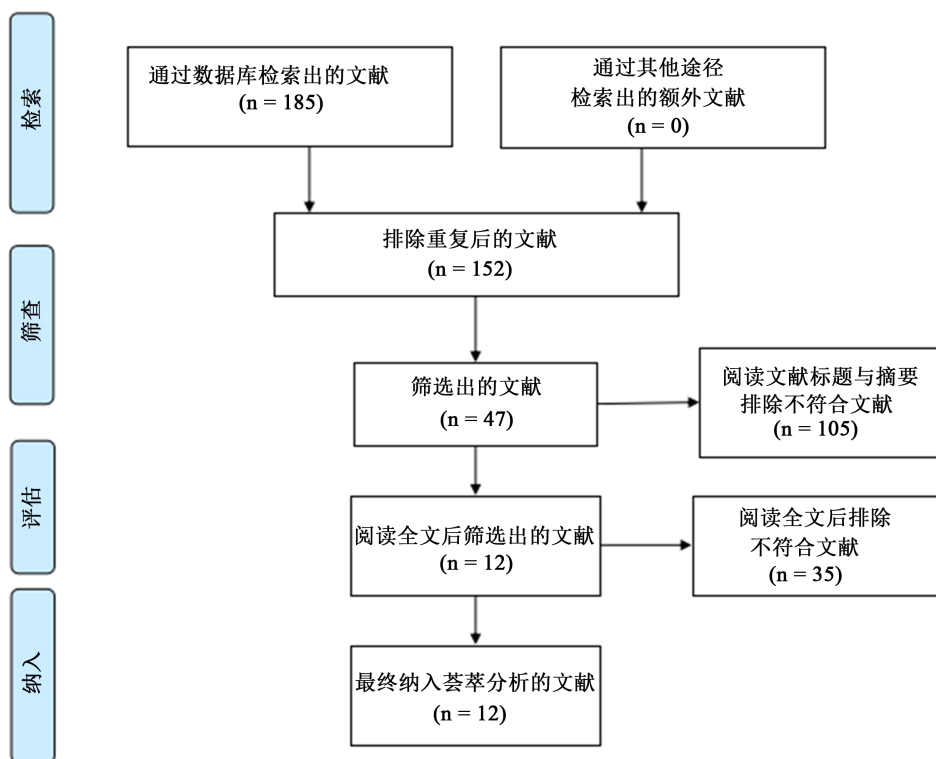 检索
通过数据库检索出的文献
(n = 185)
通过其他途径
检索出的额外文献
(n = 0)
排除重复后的文献
(n = 152)
筛查
筛选出的文献
(n = 47)
阅读文献标题与摘要
排除不符合文献
(n = 105)
评估
阅读全文后筛选出的文献
(n = 12)
阅读全文后排除
不符合文献
(n = 35)
纳入
最终纳入荟萃分析的文献
(n = 12)